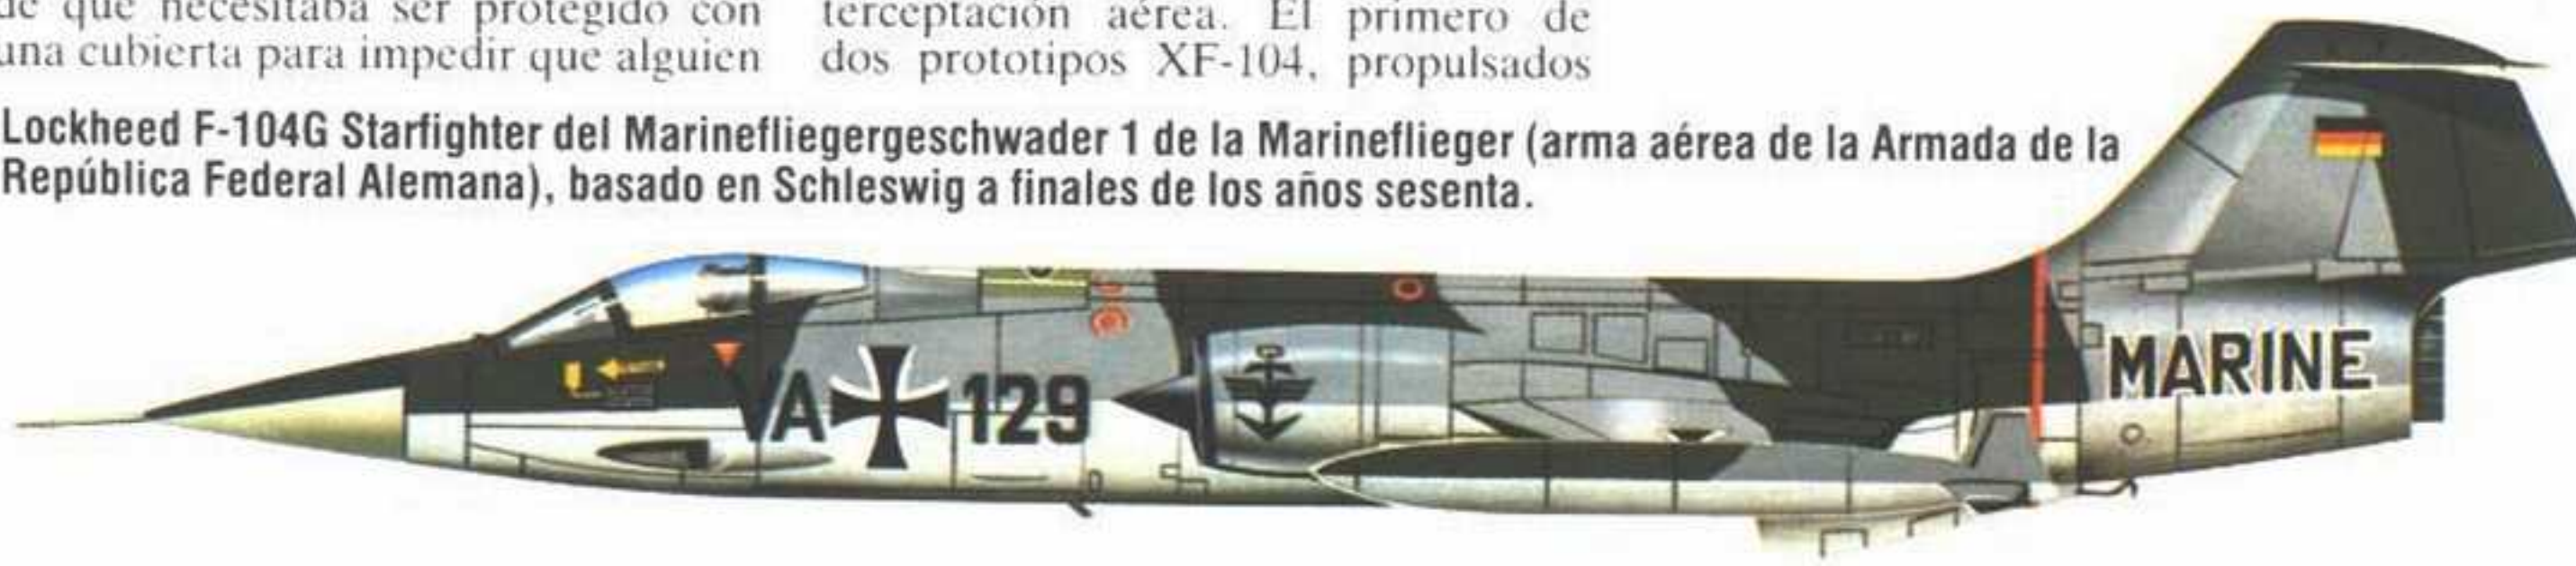 de que necesitaba ser protegido con
una cubierta para impedir que alguien
terceptación aérea. El primero de
dos prototipos XF-104, propulsados
Lockheed F-104G Starfighter del Marinefliegergeschwader 1 de la Marineflieger (arma aérea de la Armada de la
República Federal Alemana), basado en Schleswig a finales de los años sesenta.
VA 129
MARINE